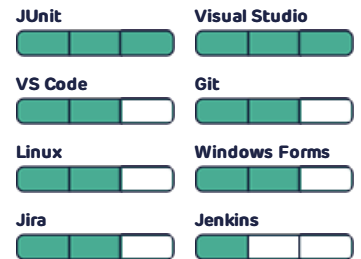 JUnit
Visual Studio
VS Code
Git
Linux
Windows Forms
Jira
Jenkins